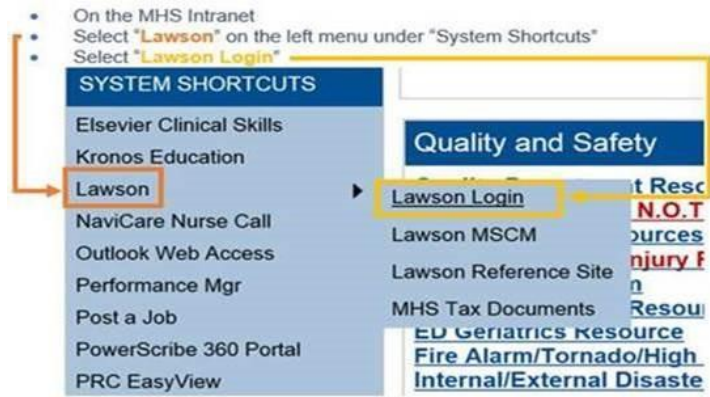 • On the MHS Intranet
• Select "Lawson" on the left menu under "System Shortcuts"
• Select "Lawson Login"
SYSTEM SHORTCUTS
Elsevier Clinical Skills
Kronos Education
Lawson
NaviCare Nurse Call
Outlook Web Access
Performance Mgr
Post a Job
PowerScribe 360 Portal
PRC EasyView
Lawson Login
Lawson MSCM
Lawson Reference Site
MHS Tax Documents
Quality and Safety
N.O.T
ED Geriatrics Resource
Fire Alarm/Tornado/High
Internal/External Disaste